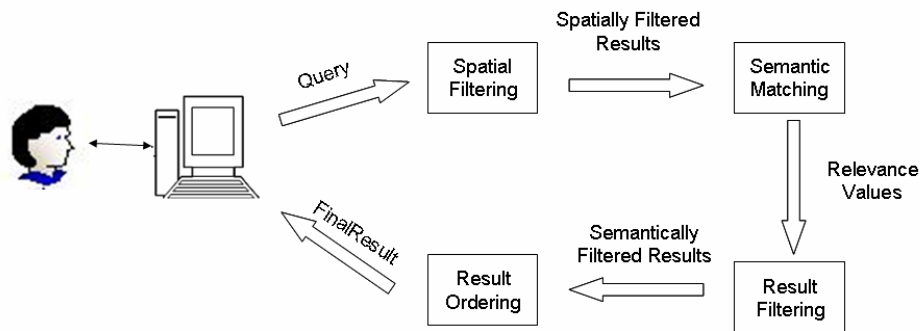 Query
Spatial
Filtering
Spatially Filtered
Results
Semantic
Matching
Relevance
Values
Result
Filtering
Semantically
Filtered Results
Result
Ordering
FinalResult